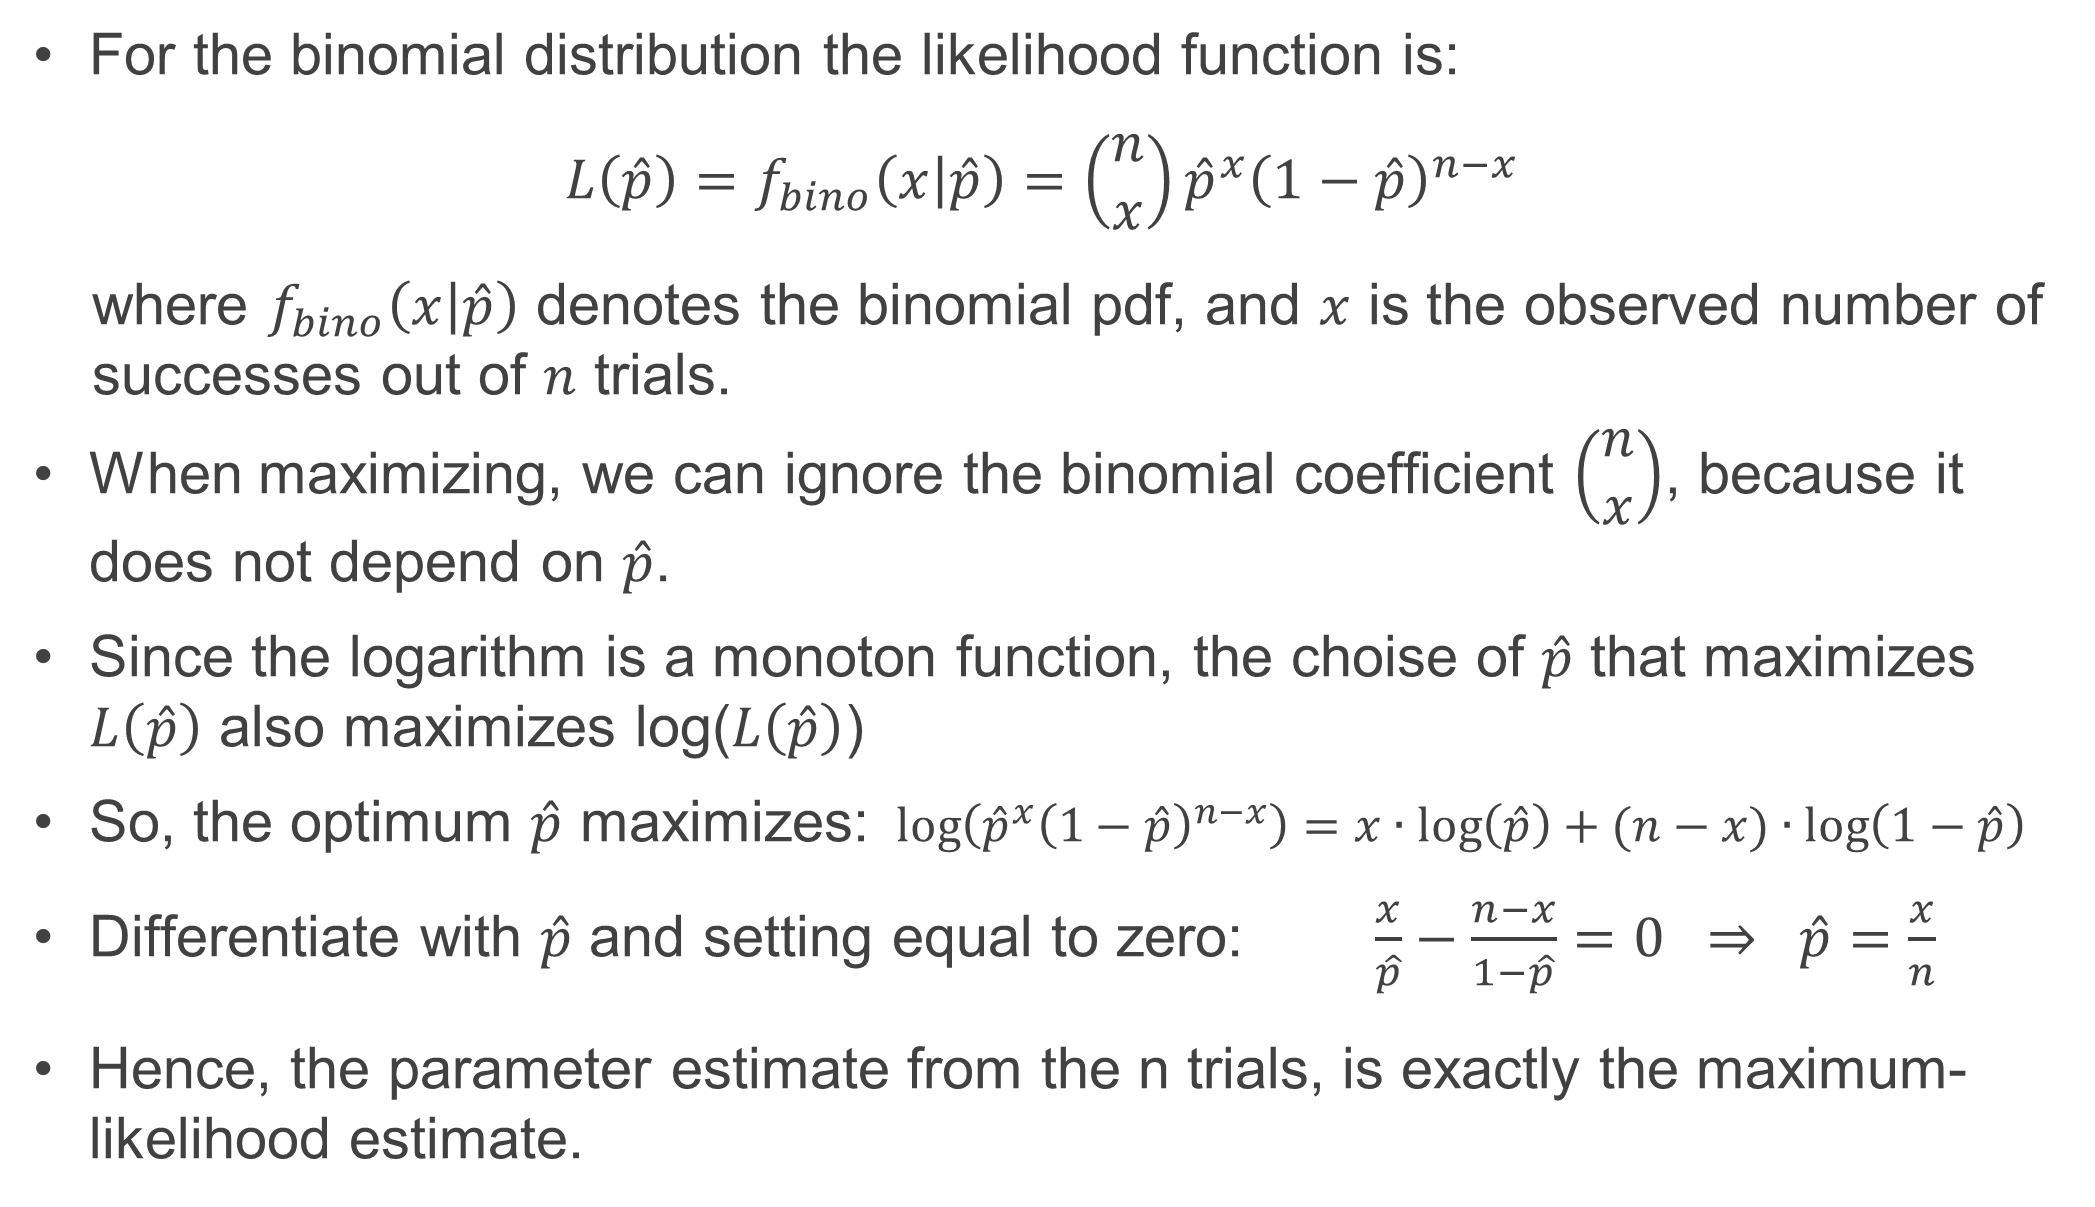 • For the binomial distribution the likelihood function is:
L(p̂) = f_bino(x|p̂) = (n x) p̂^x(1 − p̂)^{n−x}
where f_bino(x|p̂) denotes the binomial pdf, and x is the observed number of
successes out of n trials.
• When maximizing, we can ignore the binomial coefficient (n x), because it
does not depend on p̂.
• Since the logarithm is a monoton function, the choise of p̂ that maximizes
L(p̂) also maximizes log(L(p̂))
• So, the optimum p̂ maximizes: log(p̂^x(1 − p̂)^{n−x}) = x · log(p̂) + (n − x) · log(1 − p̂)
• Differentiate with p̂ and setting equal to zero: x/p̂ − (n−x)/(1−p̂) = 0 ⇒ p̂ = x/n
• Hence, the parameter estimate from the n trials, is exactly the maximum-
likelihood estimate.